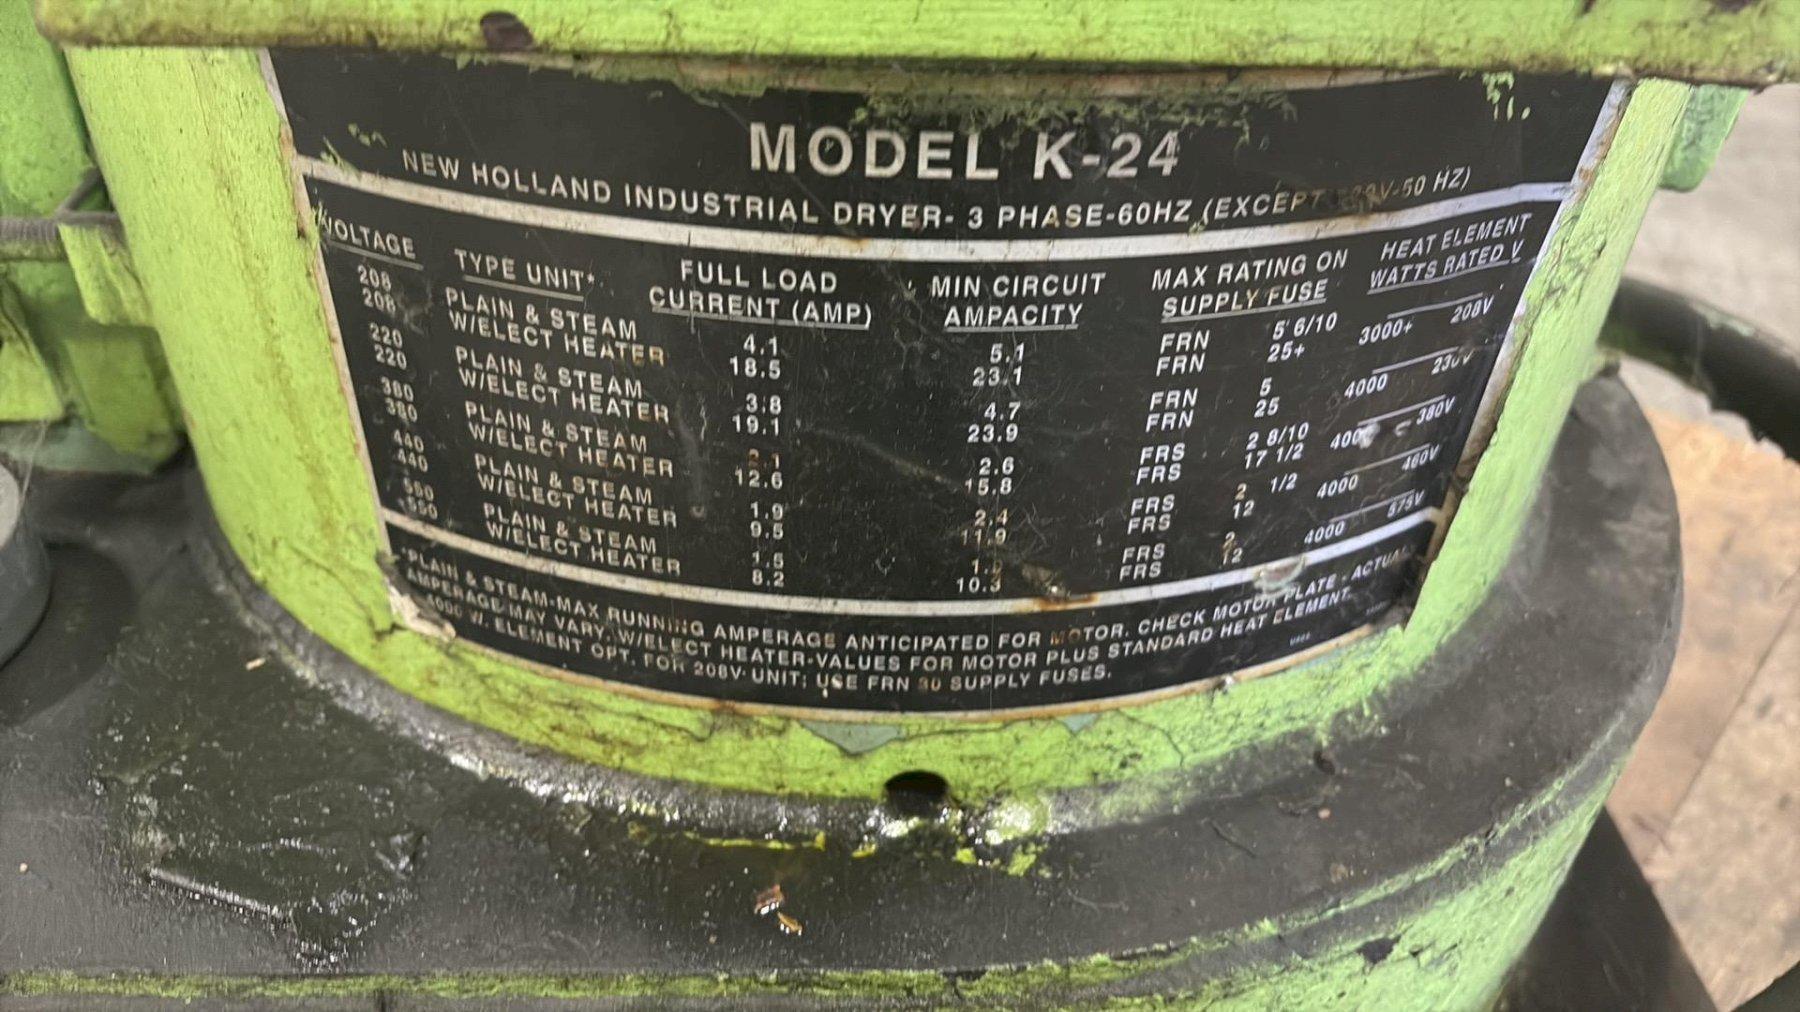 MODEL K-24
NEW HOLLAND INDUSTRIAL DRYER- 3 PHASE-60HZ (EXCEPT V-50 HZ)
VOLTAGE TYPE UNIT* FULL LOAD CURRENT (AMP) MIN CIRCUIT AMPACITY MAX RATING ON SUPPLY FUSE HEAT ELEMENT WATTS RATED V
208 PLAIN & STEAM 4.1 5.1 FRN 5 6/10
208 W/ELECT HEATER 18.5 23.1 FRN 25+ 3000+ 208V
220 PLAIN & STEAM 3.8 4.7 FRN 5
220 W/ELECT HEATER 19.1 23.9 FRN 25 4000 230V
380 PLAIN & STEAM 2.1 2.6 FRS 2 8/10
380 W/ELECT HEATER 12.6 15.8 FRS 17 1/2 380V
440 PLAIN & STEAM 1.9 2.4 FRS 2 1/2
440 W/ELECT HEATER 9.5 11.9 FRS 12 4000 460V
550 PLAIN & STEAM 1.5 FRS 2
550 W/ELECT HEATER 8.2 10.3 FRS 12 4000 575V
*PLAIN & STEAM-MAX RUNNING AMPERAGE ANTICIPATED FOR MOTOR. CHECK MOTOR PLATE - ACTUAL
AMPERAGE MAY VARY. W/ELECT HEATER-VALUES FOR MOTOR PLUS STANDARD HEAT ELEMENT.
4000 W. ELEMENT OPT. FOR 208V UNIT; USE FRN 30 SUPPLY FUSES.